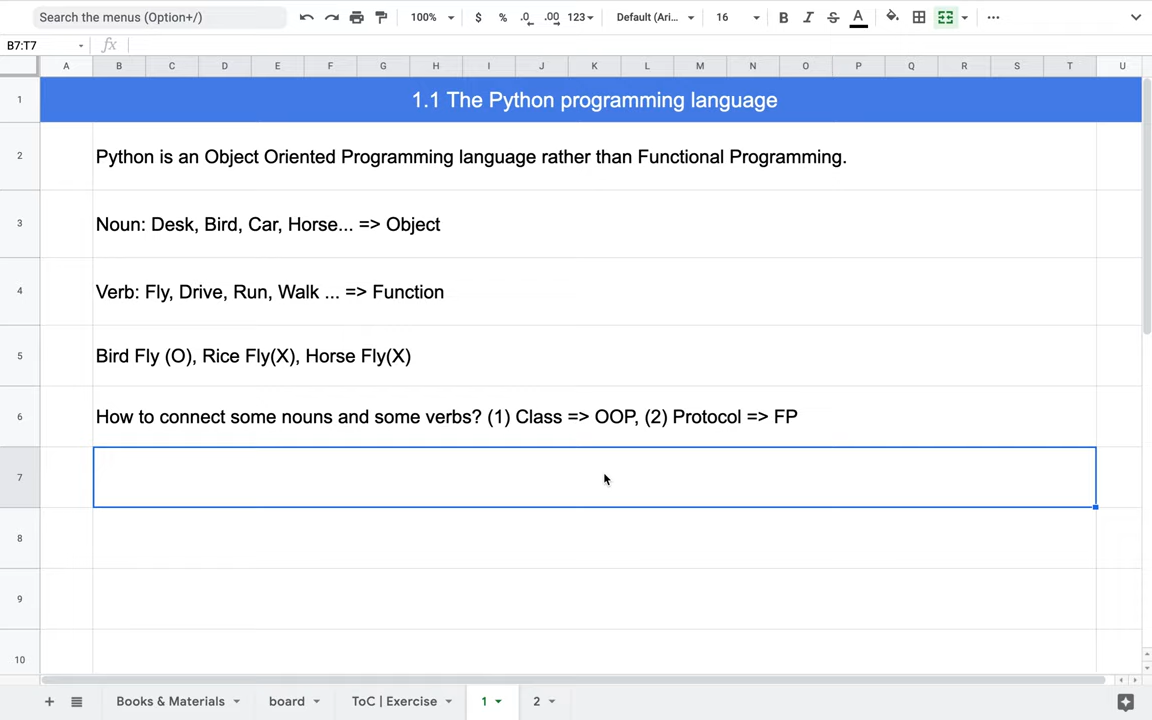 Search the menus (Option+/)
100%
$
%
.0
.00
123
Default (Ari...
16
B
I
S
A
B7:T7
fx
A B C D E F G H I J K L M N O P Q R S T U
1
1.1 The Python programming language
2
Python is an Object Oriented Programming language rather than Functional Programming.
3
Noun: Desk, Bird, Car, Horse... => Object
4
Verb: Fly, Drive, Run, Walk ... => Function
5
Bird Fly (O), Rice Fly(X), Horse Fly(X)
6
How to connect some nouns and some verbs? (1) Class => OOP, (2) Protocol => FP
7
8
9
10
Books & Materials
board
ToC | Exercise
1
2